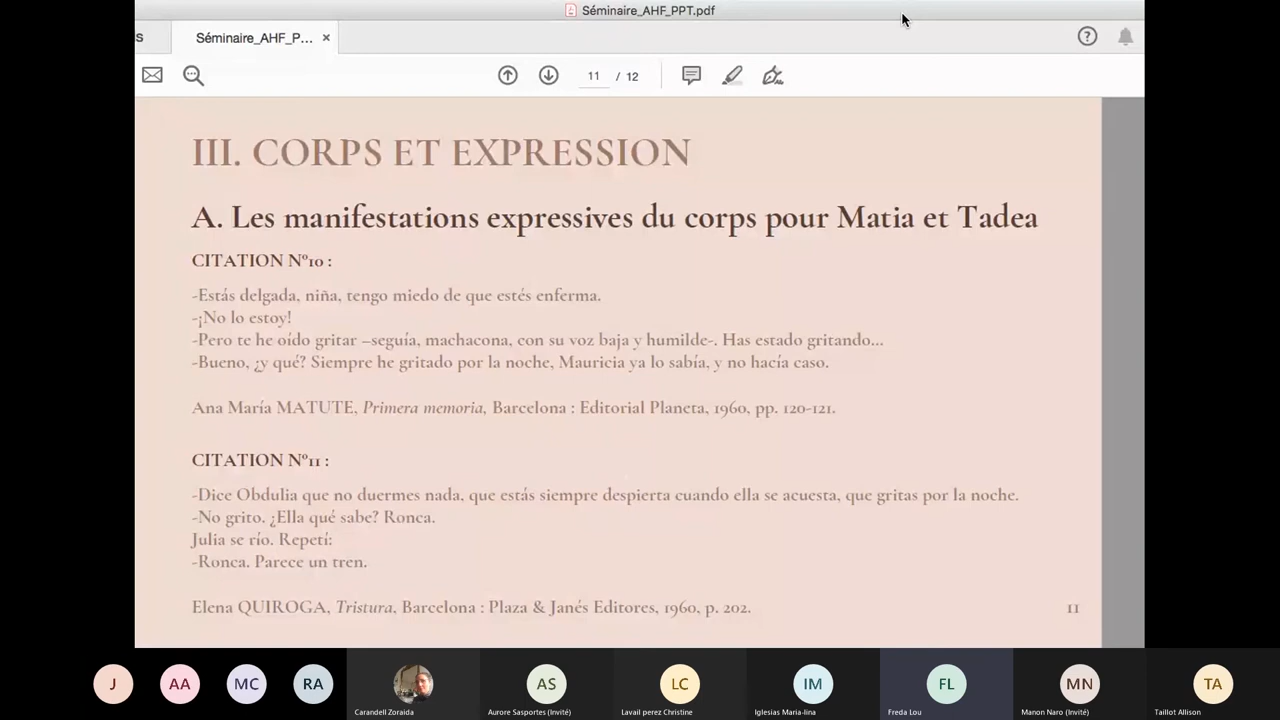 Séminaire_AHF_PPT.pdf
s
Séminaire_AHF_P... ×
11 / 12
III. CORPS ET EXPRESSION
A. Les manifestations expressives du corps pour Matia et Tadea
CITATION Nº10 :
-Estás delgada, niña, tengo miedo de que estés enferma.
-¡No lo estoy!
-Pero te he oído gritar –seguía, machacona, con su voz baja y humilde-. Has estado gritando...
-Bueno, ¿y qué? Siempre he gritado por la noche, Mauricia ya lo sabía, y no hacía caso.
Ana María MATUTE, Primera memoria, Barcelona : Editorial Planeta, 1960, pp. 120-121.
CITATION Nº11 :
-Dice Obdulia que no duermes nada, que estás siempre despierta cuando ella se acuesta, que gritas por la noche.
-No grito. ¿Ella qué sabe? Ronca.
Julia se río. Repetí:
-Ronca. Parece un tren.
Elena QUIROGA, Tristura, Barcelona : Plaza & Janés Editores, 1960, p. 202.
11
J AA MC RA AS LC IM FL MN TA
Carandell Zoraida Aurore Sasportes (Invité) Lavail perez Christine Iglesias Maria-lina Freda Lou Manon Naro (Invité) Taillot Allison